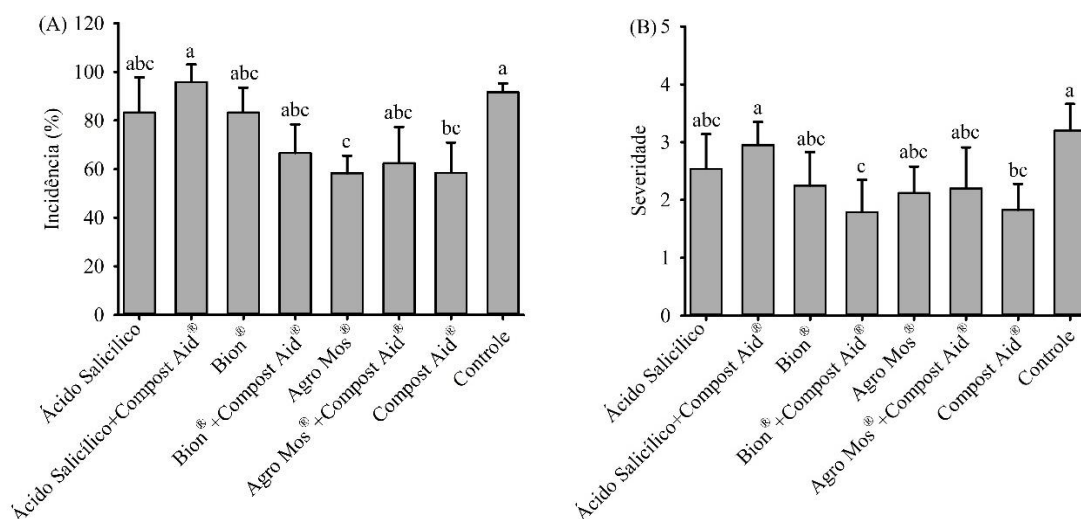 (A)
Incidência (%)
120
100
80
60
40
20
0
abc
a
abc
abc
c
abc
bc
a
Ácido Salicílico
Ácido Salicílico+Compost Aid®
Bion®
Bion®+Compost Aid®
Agro Mos®
Agro Mos®+Compost Aid®
Compost Aid®
Controle
(B)
Severidade
5
4
3
2
1
0
abc
a
abc
c
abc
abc
bc
a
Ácido Salicílico
Ácido Salicílico+Compost Aid®
Bion®
Bion®+Compost Aid®
Agro Mos®
Agro Mos®+Compost Aid®
Compost Aid®
Controle